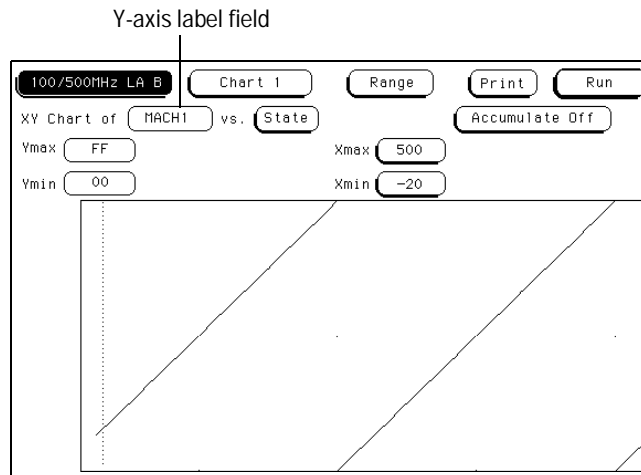 Y-axis label field
100/500MHz LA B Chart 1 Range Print Run
XY Chart of MACH1 vs. State Accumulate Off
Ymax FF Xmax 500
Ymin 00 Xmin -20